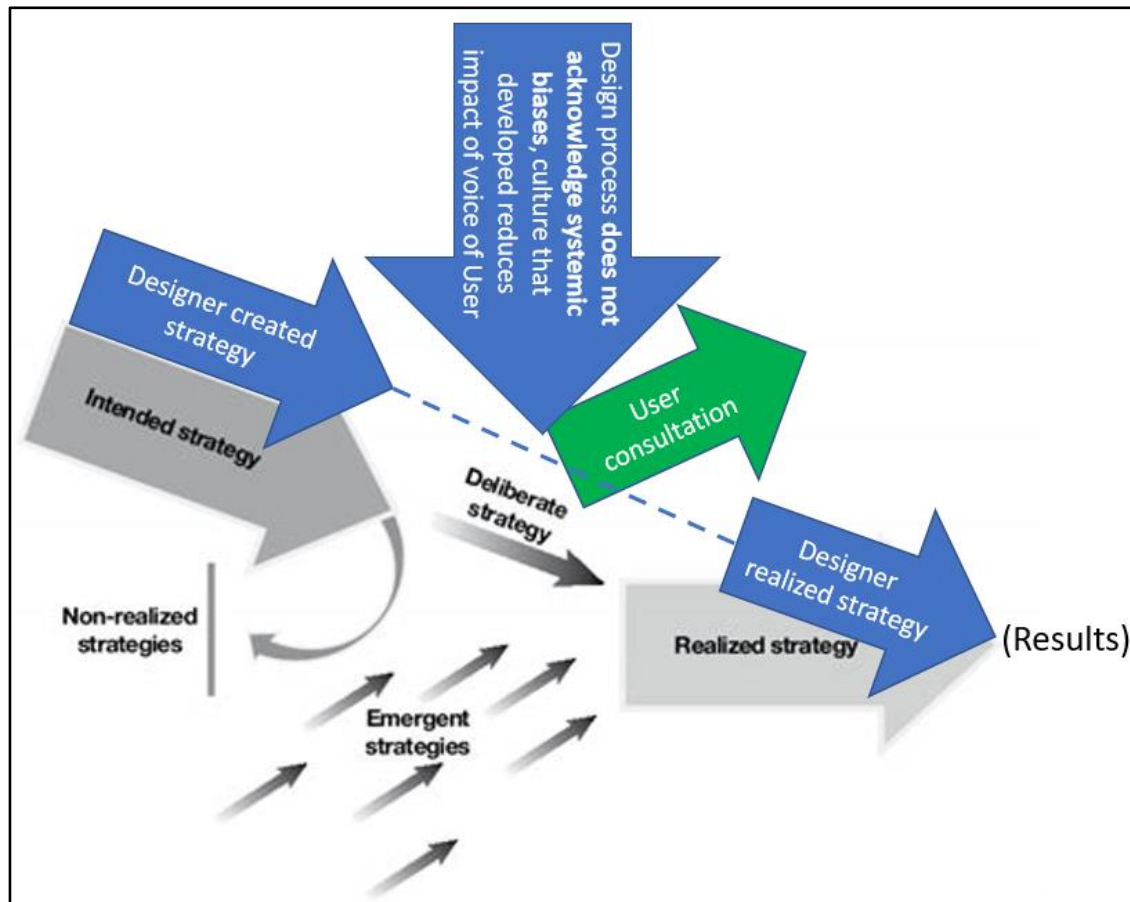 Design process does not
acknowledge systemic
biases, culture that
developed reduces
impact of voice of User
Designer created
strategy
Intended strategy
User
consultation
Deliberate
strategy
Designer
realized strategy
Non-realized
strategies
Realized strategy
(Results)
Emergent
strategies